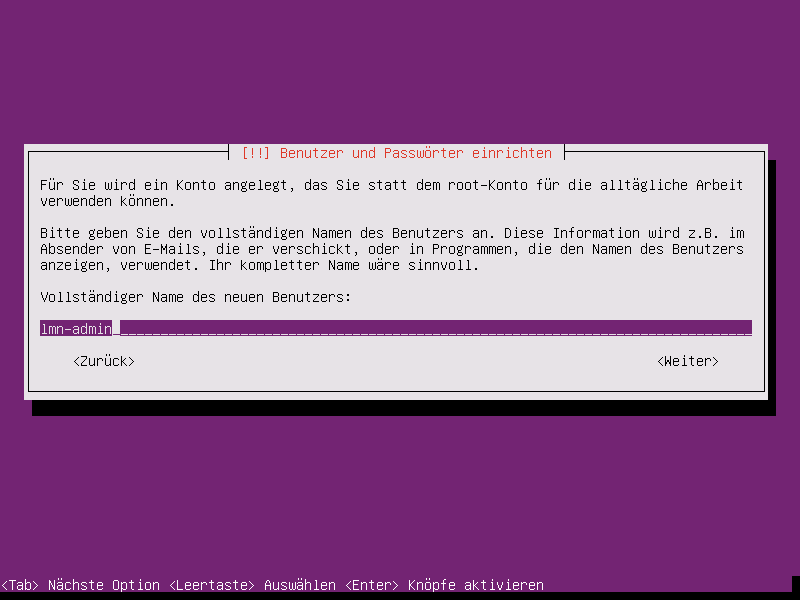 [!!] Benutzer und Passwörter einrichten
Für Sie wird ein Konto angelegt, das Sie statt dem root-Konto für die alltägliche Arbeit
verwenden können.
Bitte geben Sie den vollständigen Namen des Benutzers an. Diese Information wird z.B. im
Absender von E-Mails, die er verschickt, oder in Programmen, die den Namen des Benutzers
anzeigen, verwendet. Ihr kompletter Name wäre sinnvoll.
Vollständiger Name des neuen Benutzers:
lmn-admin
<Zurück> <Weiter>
<Tab> Nächste Option <Leertaste> Auswählen <Enter> Knöpfe aktivieren